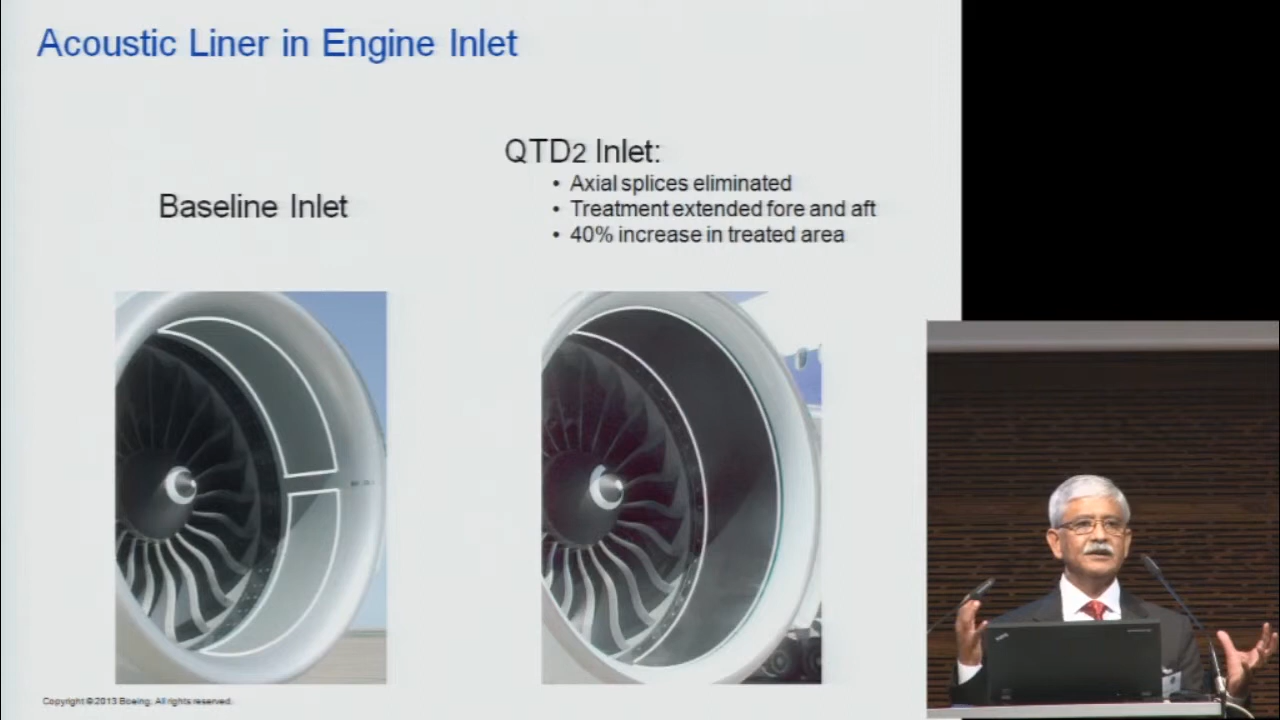 Acoustic Liner in Engine Inlet
QTD2 Inlet:
• Axial splices eliminated
• Treatment extended fore and aft
• 40% increase in treated area
Baseline Inlet
Copyright © 2013 Boeing. All rights reserved.